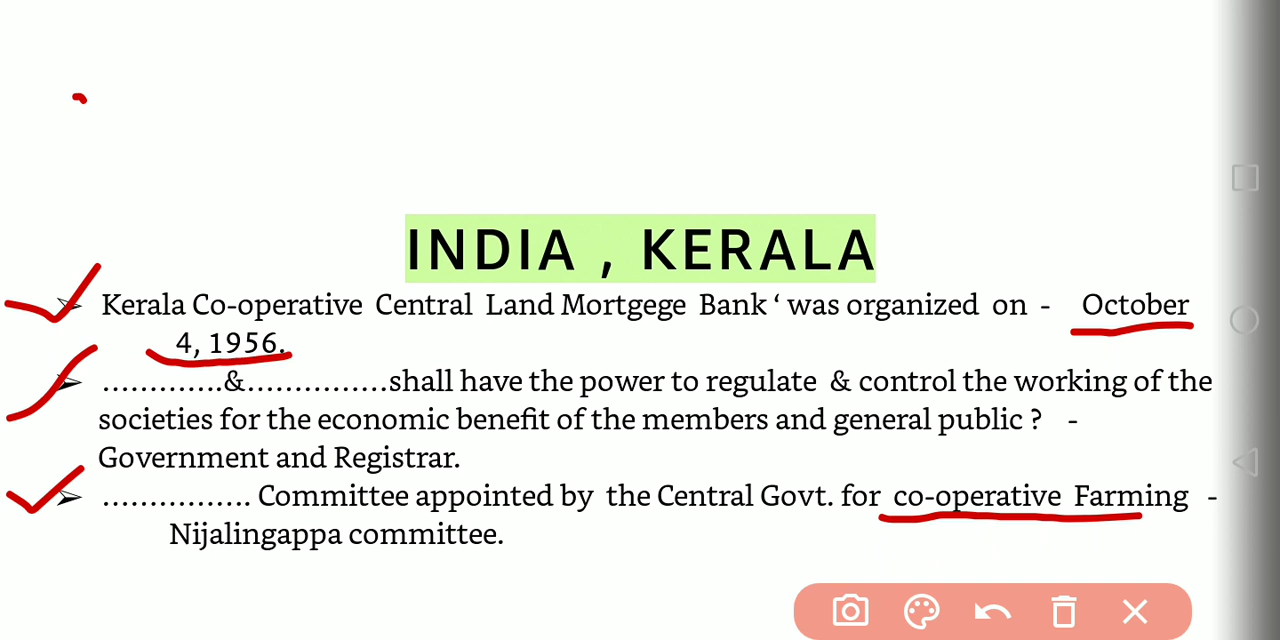 INDIA , KERALA
➢ Kerala Co-operative Central Land Mortgege Bank ‘ was organized on - October
4, 1956.
➢ .............&...............shall have the power to regulate & control the working of the
societies for the economic benefit of the members and general public ? -
Government and Registrar.
➢ ................ Committee appointed by the Central Govt. for co-operative Farming -
Nijalingappa committee.